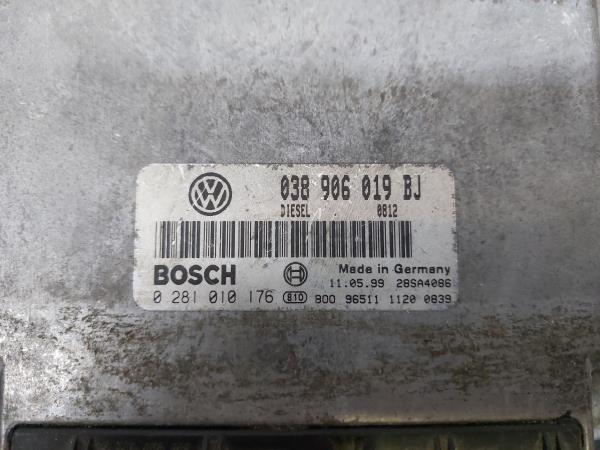 038 906 019 BJ
DIESEL 0812
BOSCH
Made in Germany
11.05.99 28SA4086
0 281 010 176 810 800 96511 1120 0839